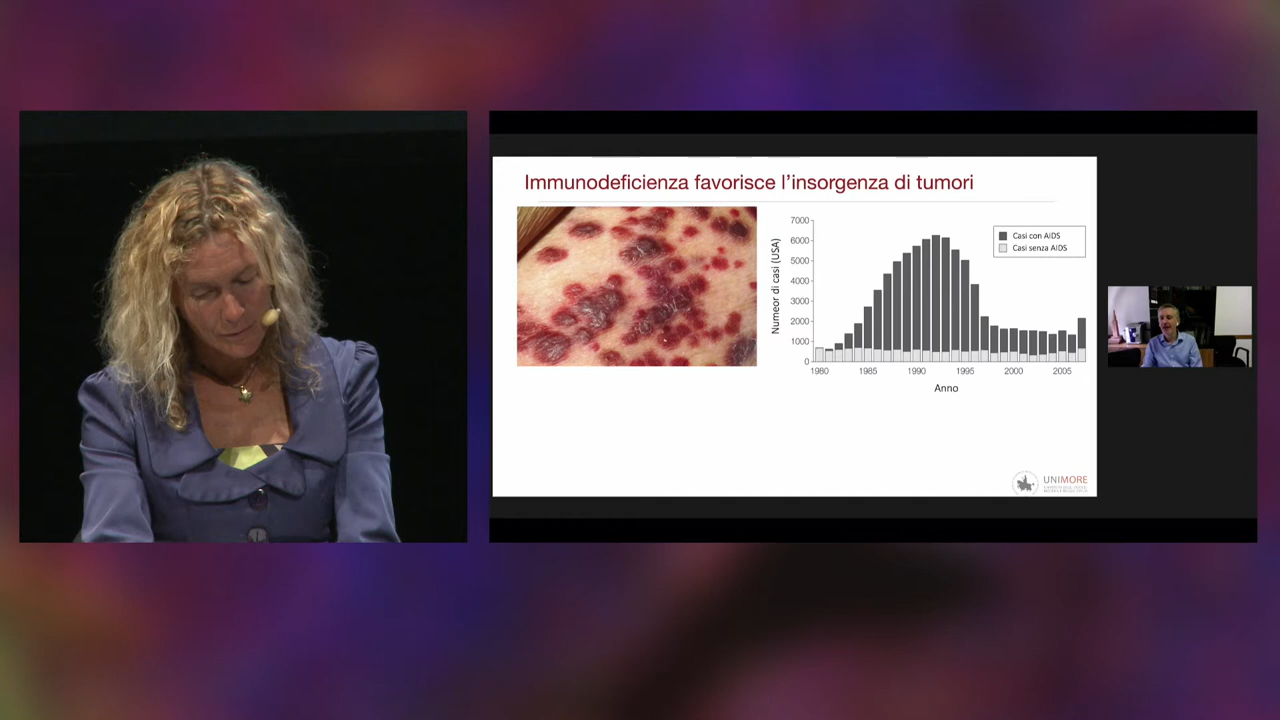 Immunodeficienza favorisce l'insorgenza di tumori
Numeor di casi (USA)
7000
6000
5000
4000
3000
2000
1000
0
Casi con AIDS
Casi senza AIDS
1980
1985
1990
1995
2000
2005
Anno
UNIMORE